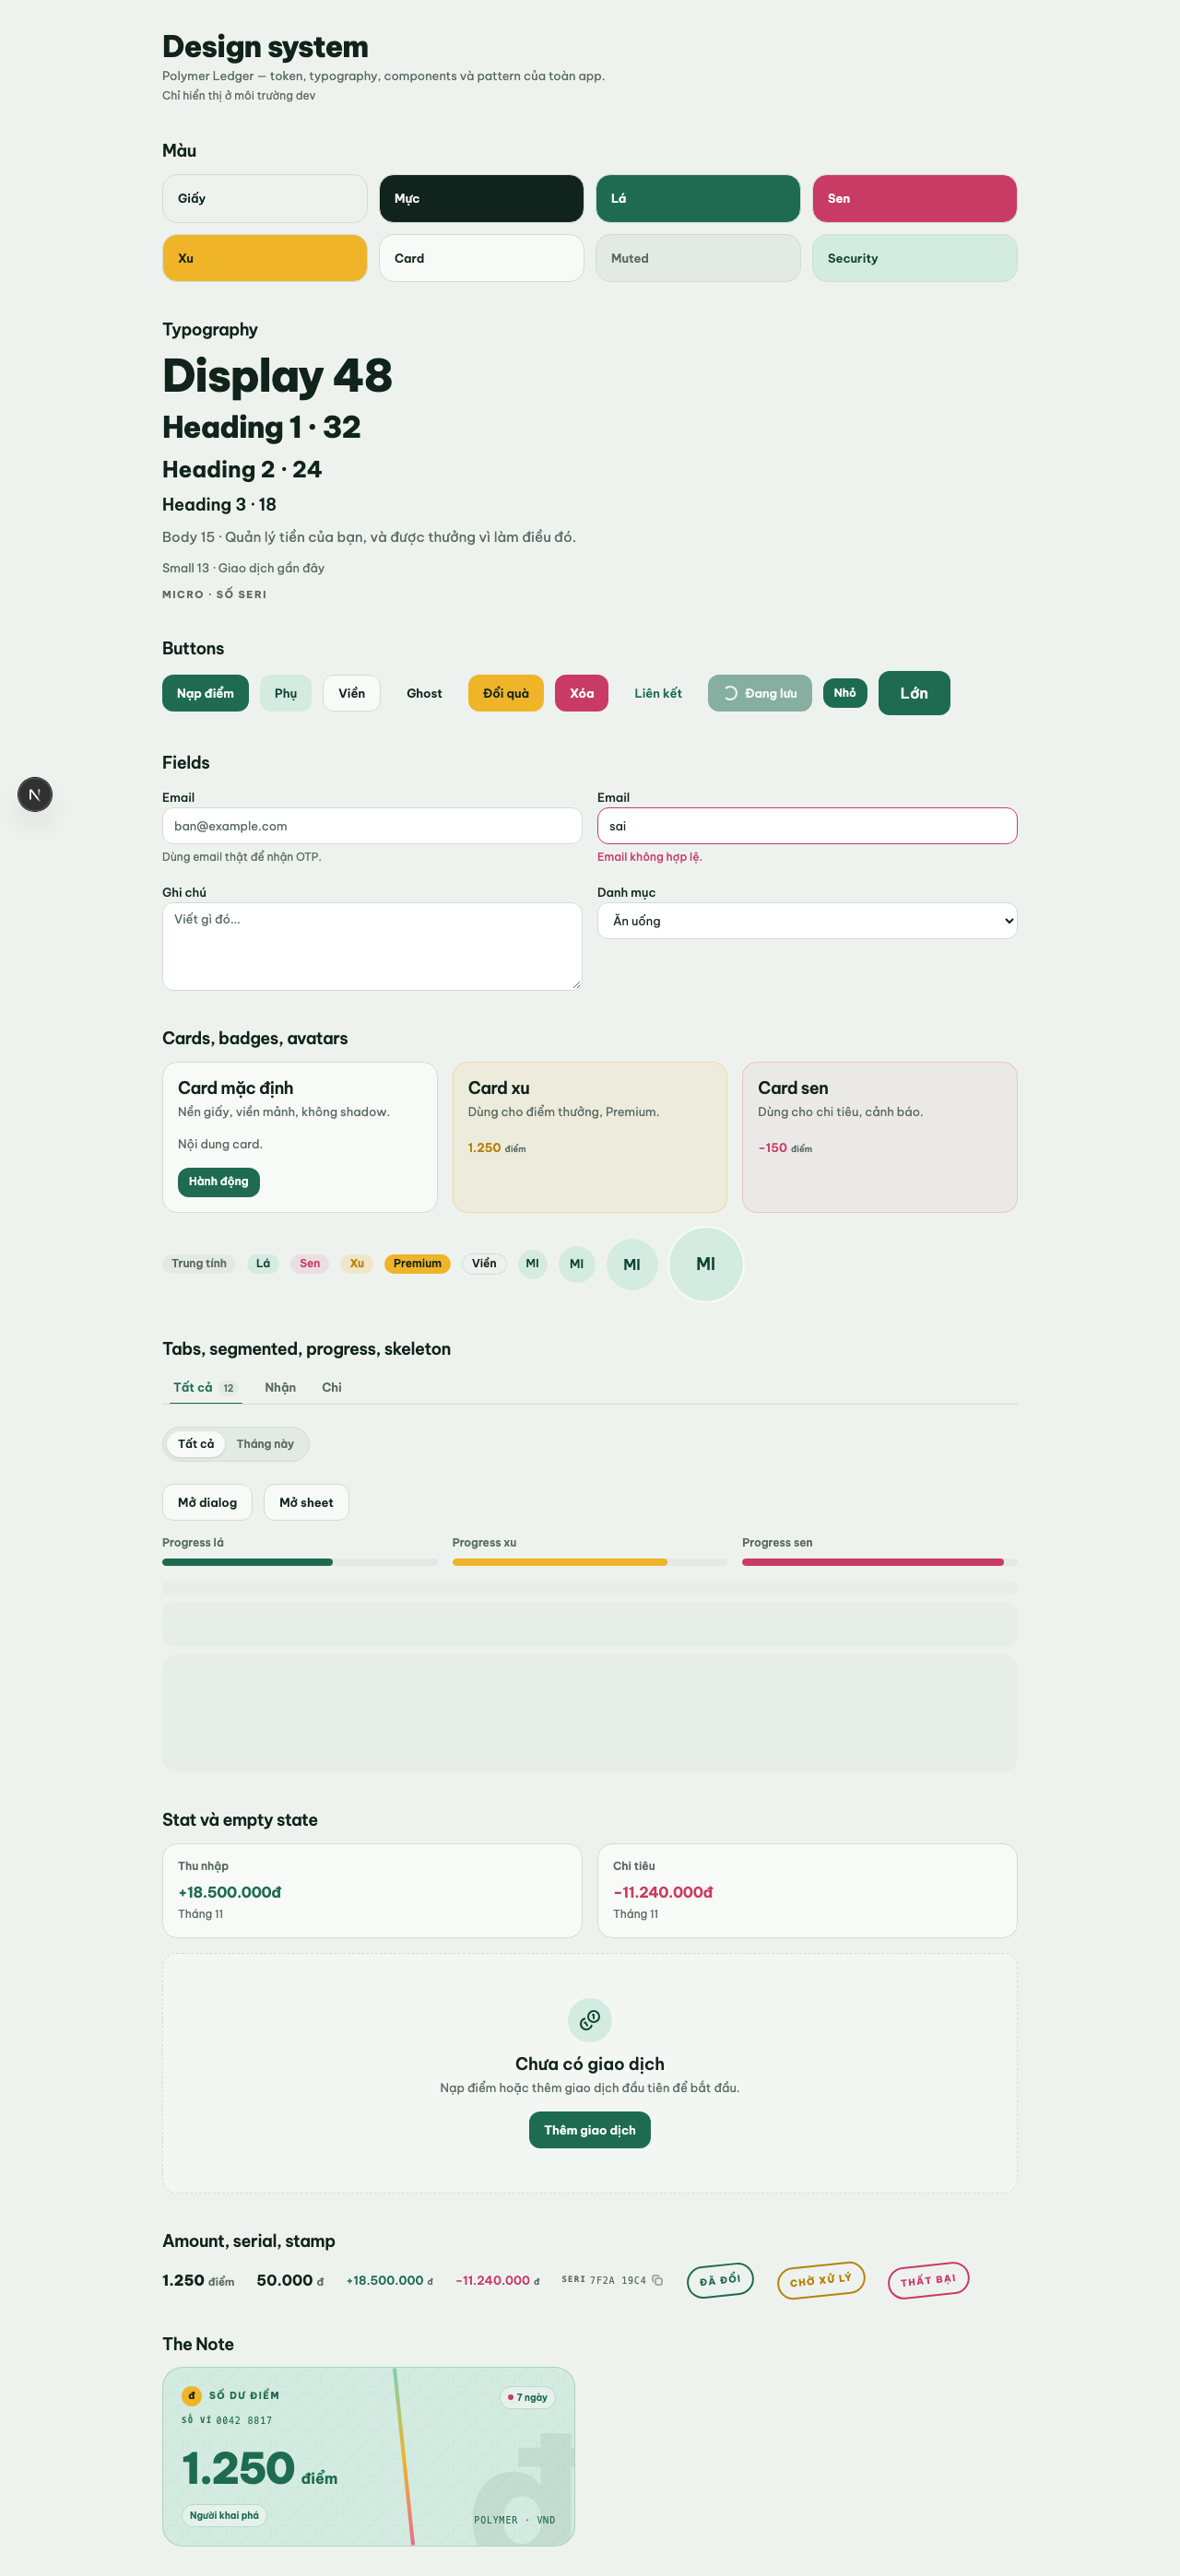 Design system
Polymer Ledger — token, typography, components và pattern của toàn app.
Chỉ hiển thị ở môi trường dev
Màu
Giấy
Mực
Lá
Sen
Xu
Card
Muted
Security
Typography
Display 48
Heading 1 · 32
Heading 2 · 24
Heading 3 · 18
Body 15 · Quản lý tiền của bạn, và được thưởng vì làm điều đó.
Small 13 · Giao dịch gần đây
MICRO · SỐ SERI
Buttons
Nạp điểm
Phụ
Viền
Ghost
Đổi quà
Xóa
Liên kết
Đang lưu
Nhỏ
Lớn
Fields
Email
ban@example.com
Dùng email thật để nhận OTP.
Email
sai
Email không hợp lệ.
Ghi chú
Viết gì đó...
Danh mục
Ăn uống
Cards, badges, avatars
Card mặc định
Nền giấy, viền mảnh, không shadow.
Nội dung card.
Hành động
Card xu
Dùng cho điểm thưởng, Premium.
1.250 điểm
Card sen
Dùng cho chi tiêu, cảnh báo.
−150 điểm
Trung tính
Lá
Sen
Xu
Premium
Viền
MI
MI
MI
MI
Tabs, segmented, progress, skeleton
Tất cả 12
Nhận
Chi
Tất cả
Tháng này
Mở dialog
Mở sheet
Progress lá
Progress xu
Progress sen
Stat và empty state
Thu nhập
+18.500.000đ
Tháng 11
Chi tiêu
−11.240.000đ
Tháng 11
Chưa có giao dịch
Nạp điểm hoặc thêm giao dịch đầu tiên để bắt đầu.
Thêm giao dịch
Amount, serial, stamp
1.250 điểm
50.000 đ
+18.500.000 đ
−11.240.000 đ
SERI 7F2A 19C4
ĐÃ ĐỔI
CHỜ XỬ LÝ
THẤT BẠI
The Note
đ SỐ DƯ ĐIỂM
7 ngày
SỐ VÍ 0042 8817
1.250 điểm
đ
Người khai phá
POLYMER · VND
N